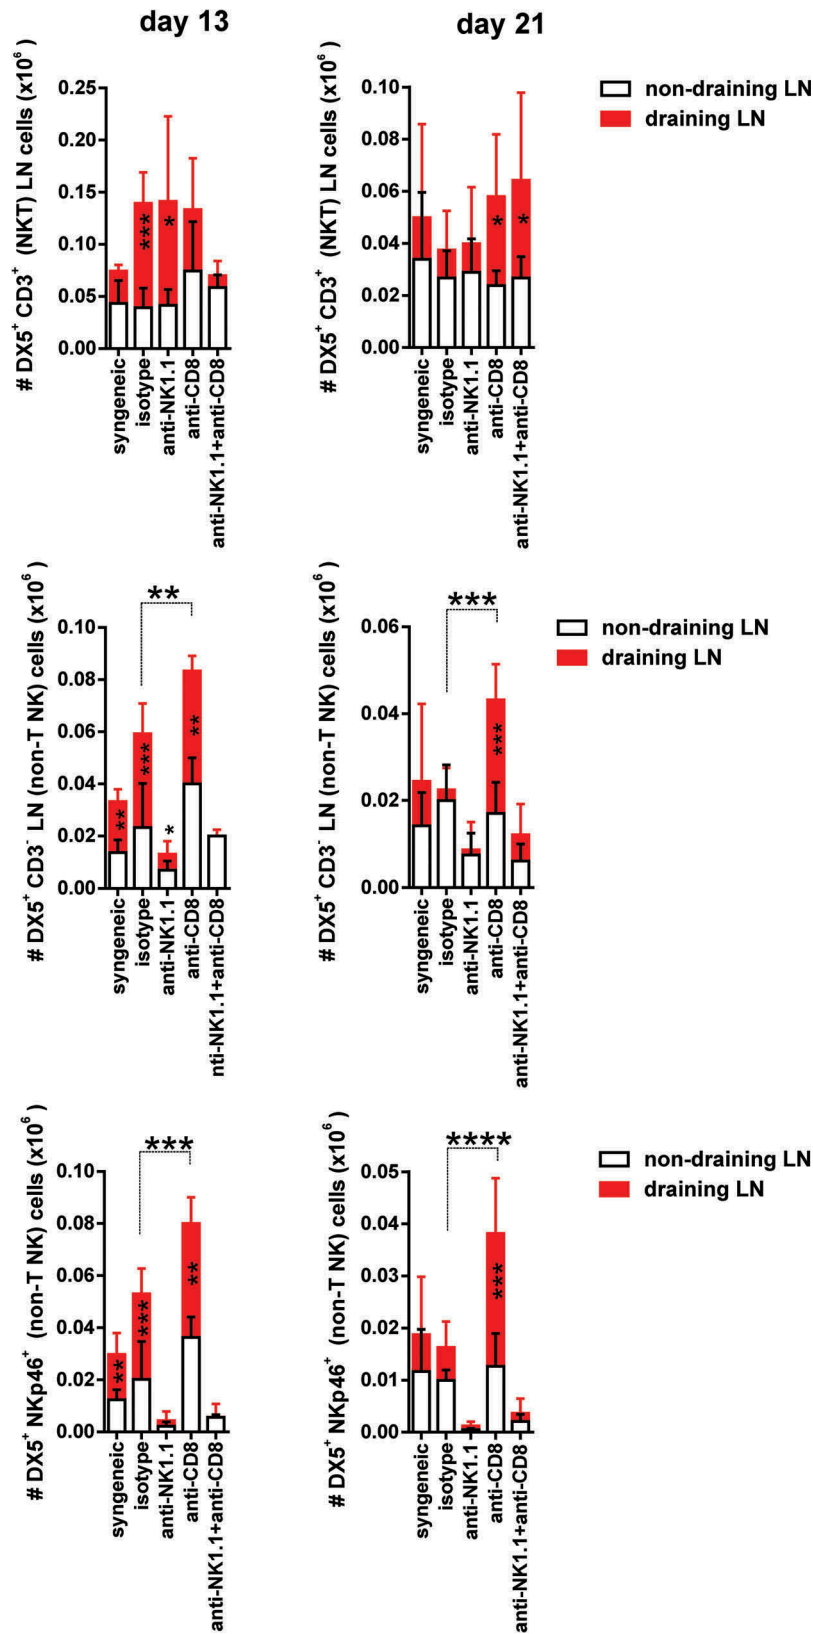 day 13
day 21
# DX5+ CD3+ (NKT) LN cells (x10^6 )
0.25
0.20
0.15
0.10
0.05
0.00
***
*
syngeneic
isotype
anti-NK1.1
anti-CD8
anti-NK1.1+anti-CD8
# DX5+ CD3+ (NKT) LN cells (x10^6 )
0.10
0.08
0.06
0.04
0.02
0.00
*
*
syngeneic
isotype
anti-NK1.1
anti-CD8
anti-NK1.1+anti-CD8
non-draining LN
draining LN
# DX5+ CD3- LN (non-T NK) cells (x10^6 )
0.10
0.08
0.06
0.04
0.02
0.00
**
**
***
*
**
syngeneic
isotype
anti-NK1.1
anti-CD8
nti-NK1.1+anti-CD8
# DX5+ CD3- LN (non-T NK) cells (x10^6 )
0.06
0.04
0.02
0.00
***
***
syngeneic
isotype
anti-NK1.1
anti-CD8
anti-NK1.1+anti-CD8
non-draining LN
draining LN
# DX5+ NKp46+ (non-T NK) cells (x10^6 )
0.10
0.08
0.06
0.04
0.02
0.00
***
**
***
**
syngeneic
isotype
anti-NK1.1
anti-CD8
anti-NK1.1+anti-CD8
# DX5+ NKp46+ (non-T NK) cells (x10^6 )
0.05
0.04
0.03
0.02
0.01
0.00
****
***
syngeneic
isotype
anti-NK1.1
anti-CD8
anti-NK1.1+anti-CD8
non-draining LN
draining LN